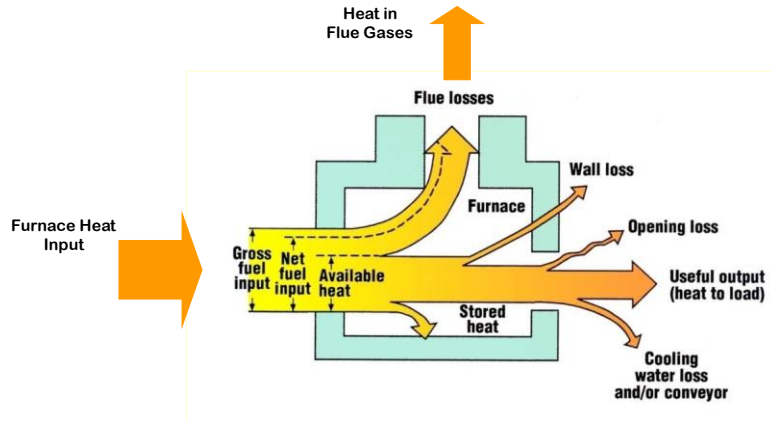 Heat in
Flue Gases
Flue losses
Wall loss
Furnace Heat
Input
Furnace
Opening loss
Gross
fuel
input
Net
fuel
input
Available
heat
Useful output
(heat to load)
Stored
heat
Cooling
water loss
and/or conveyor